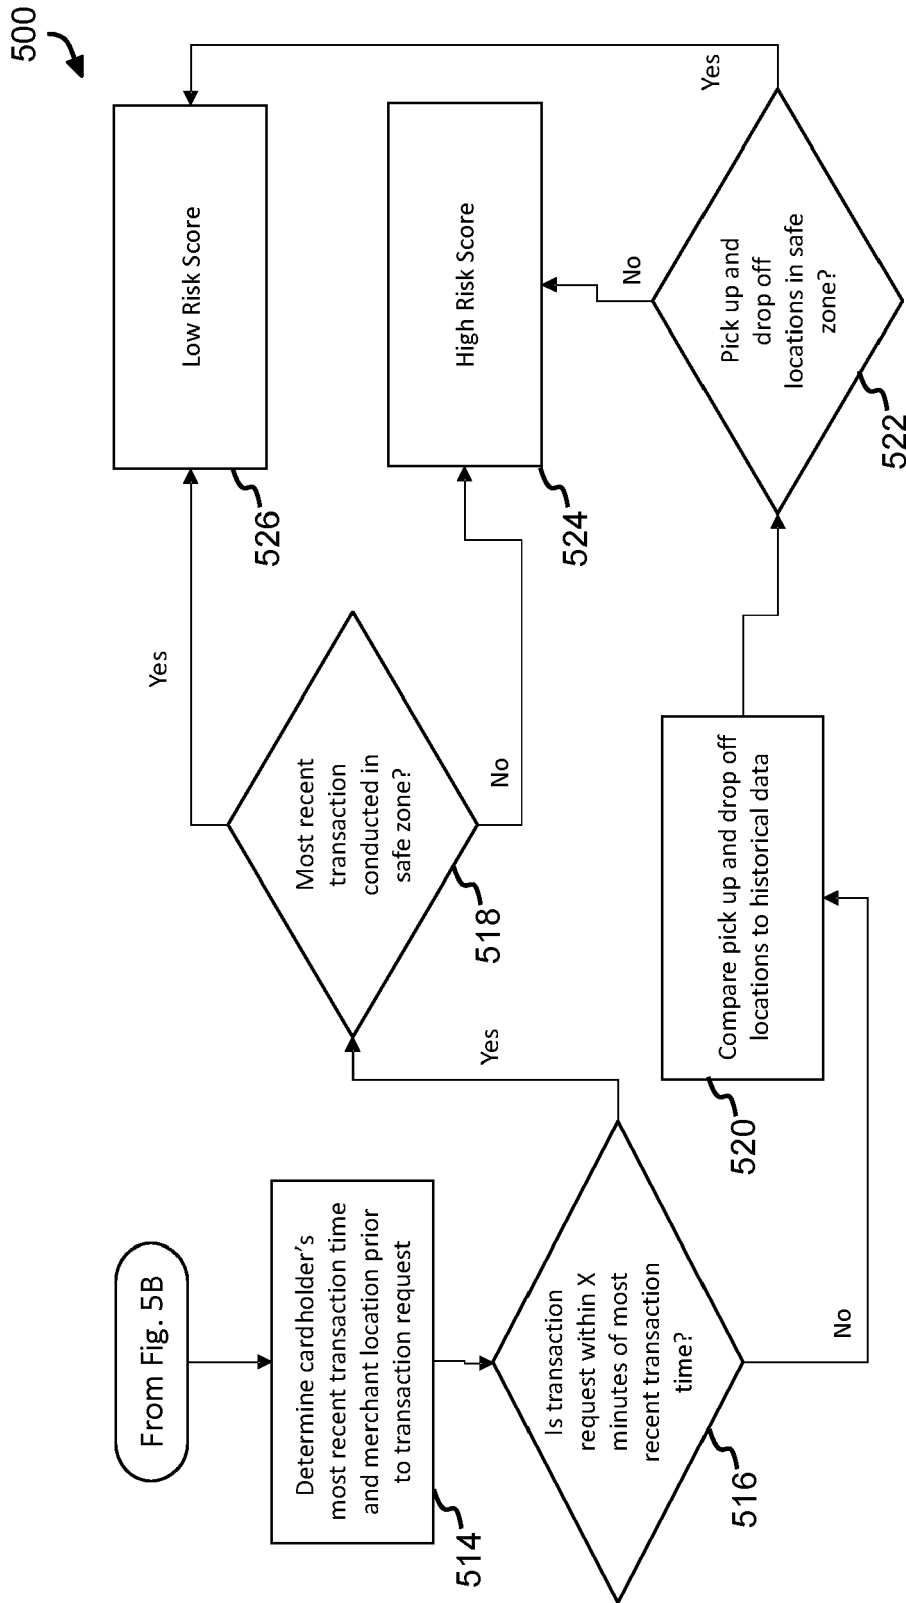 500
From Fig. 5B
Determine cardholder's
most recent transaction time
and merchant location prior
to transaction request
514
Is transaction
request within X
minutes of most
recent transaction
time?
516
Yes
No
Most recent
transaction
conducted in
safe zone?
518
Yes
No
Low Risk Score
526
High Risk Score
524
Compare pick up and drop off
locations to historical data
520
Pick up and
drop off
locations in safe
zone?
522
No
Yes